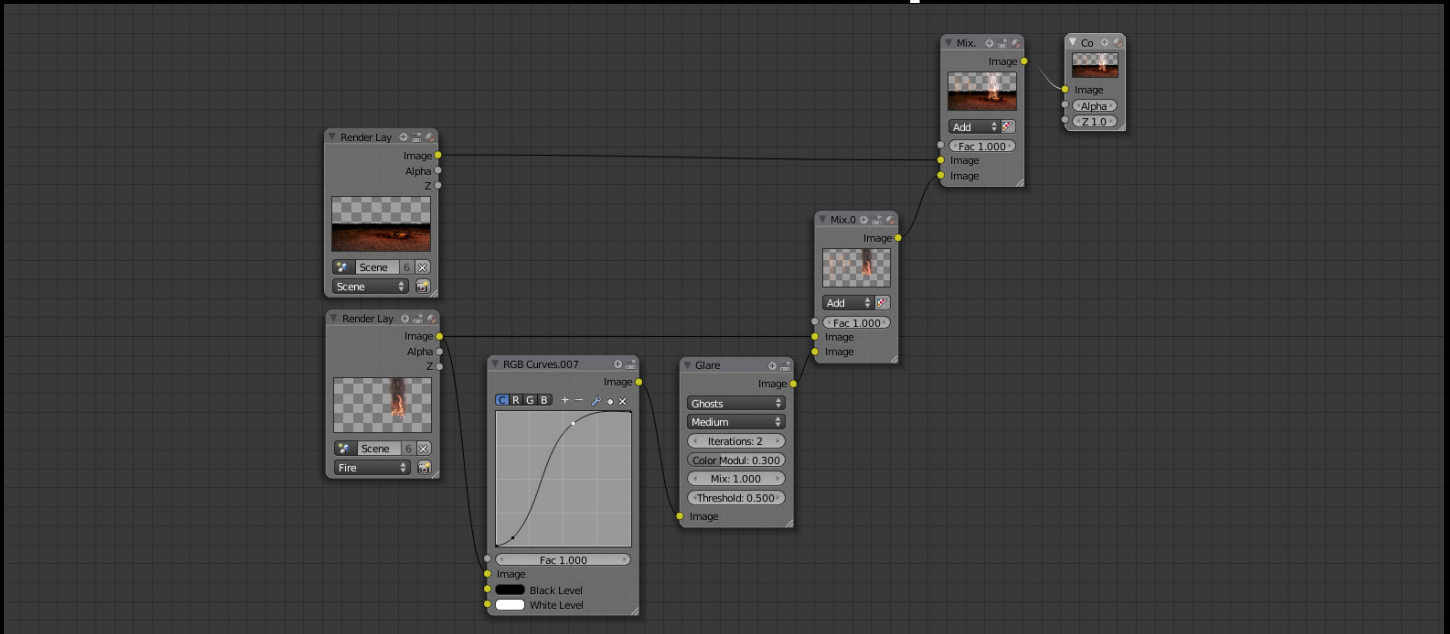 Mix.
Image
Add
Fac 1.000
Image
Image
Co
Image
Alpha
Z 1.0
Render Lay
Image
Alpha
Z
Scene 6
Scene
Mix.0
Image
Add
Fac 1.000
Image
Image
Render Lay
Image
Alpha
Z
Scene 6
Fire
RGB Curves.007
Image
C R G B
Fac 1.000
Image
Black Level
White Level
Glare
Image
Ghosts
Medium
Iterations: 2
Color Modul: 0.300
Mix: 1.000
Threshold: 0.500
Image